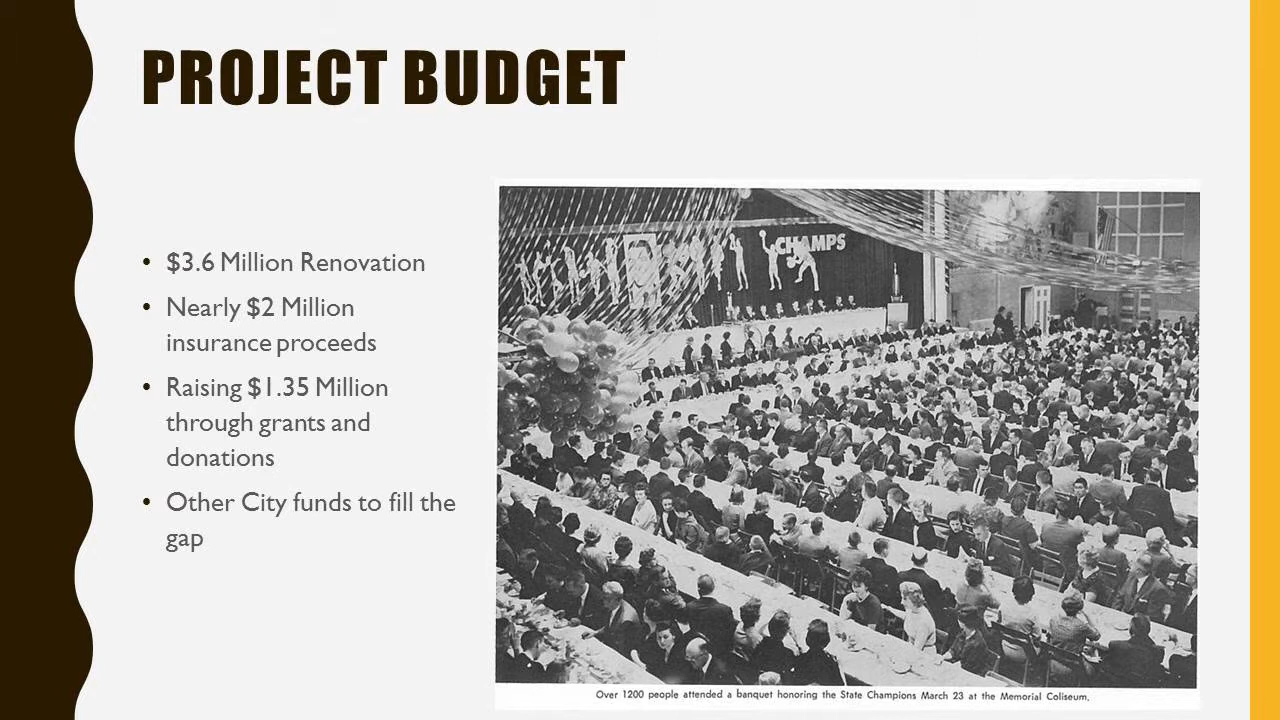 PROJECT BUDGET
• $3.6 Million Renovation
• Nearly $2 Million
insurance proceeds
• Raising $1.35 Million
through grants and
donations
• Other City funds to fill the
gap
CHAMPS
Over 1200 people attended a banquet honoring the State Champions March 23 at the Memorial Coliseum.